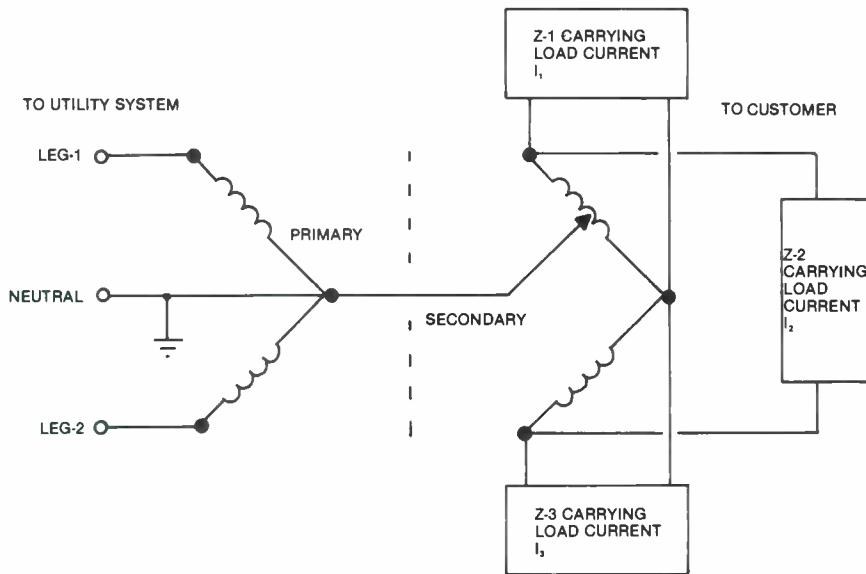 Z-1 CARRYING
LOAD CURRENT
I₁
TO UTILITY SYSTEM
TO CUSTOMER
LEG-1
PRIMARY
Z-2
CARRYING
LOAD
CURRENT
I₂
NEUTRAL
SECONDARY
LEG-2
Z-3 CARRYING
LOAD CURRENT
I₃